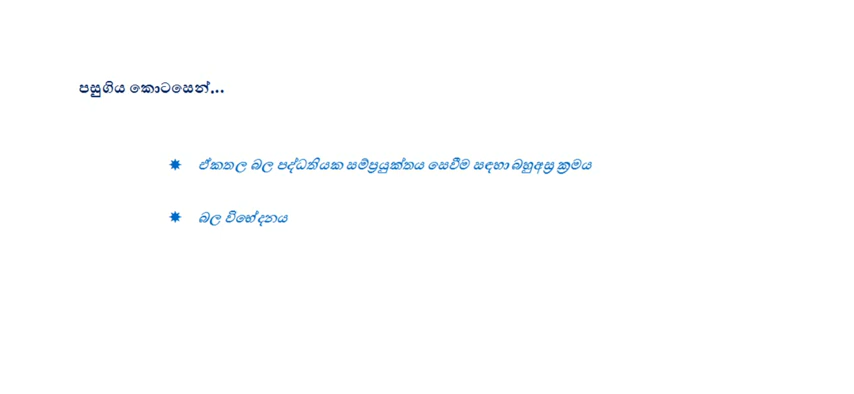 පසුගිය කොටසෙන්...
✸ ඒකතල බල පද්ධතියක සම්ප්‍රයුක්තය සෙවීම සඳහා බහුඅස්‍ර ක්‍රමය
✸ බල විභේදනය